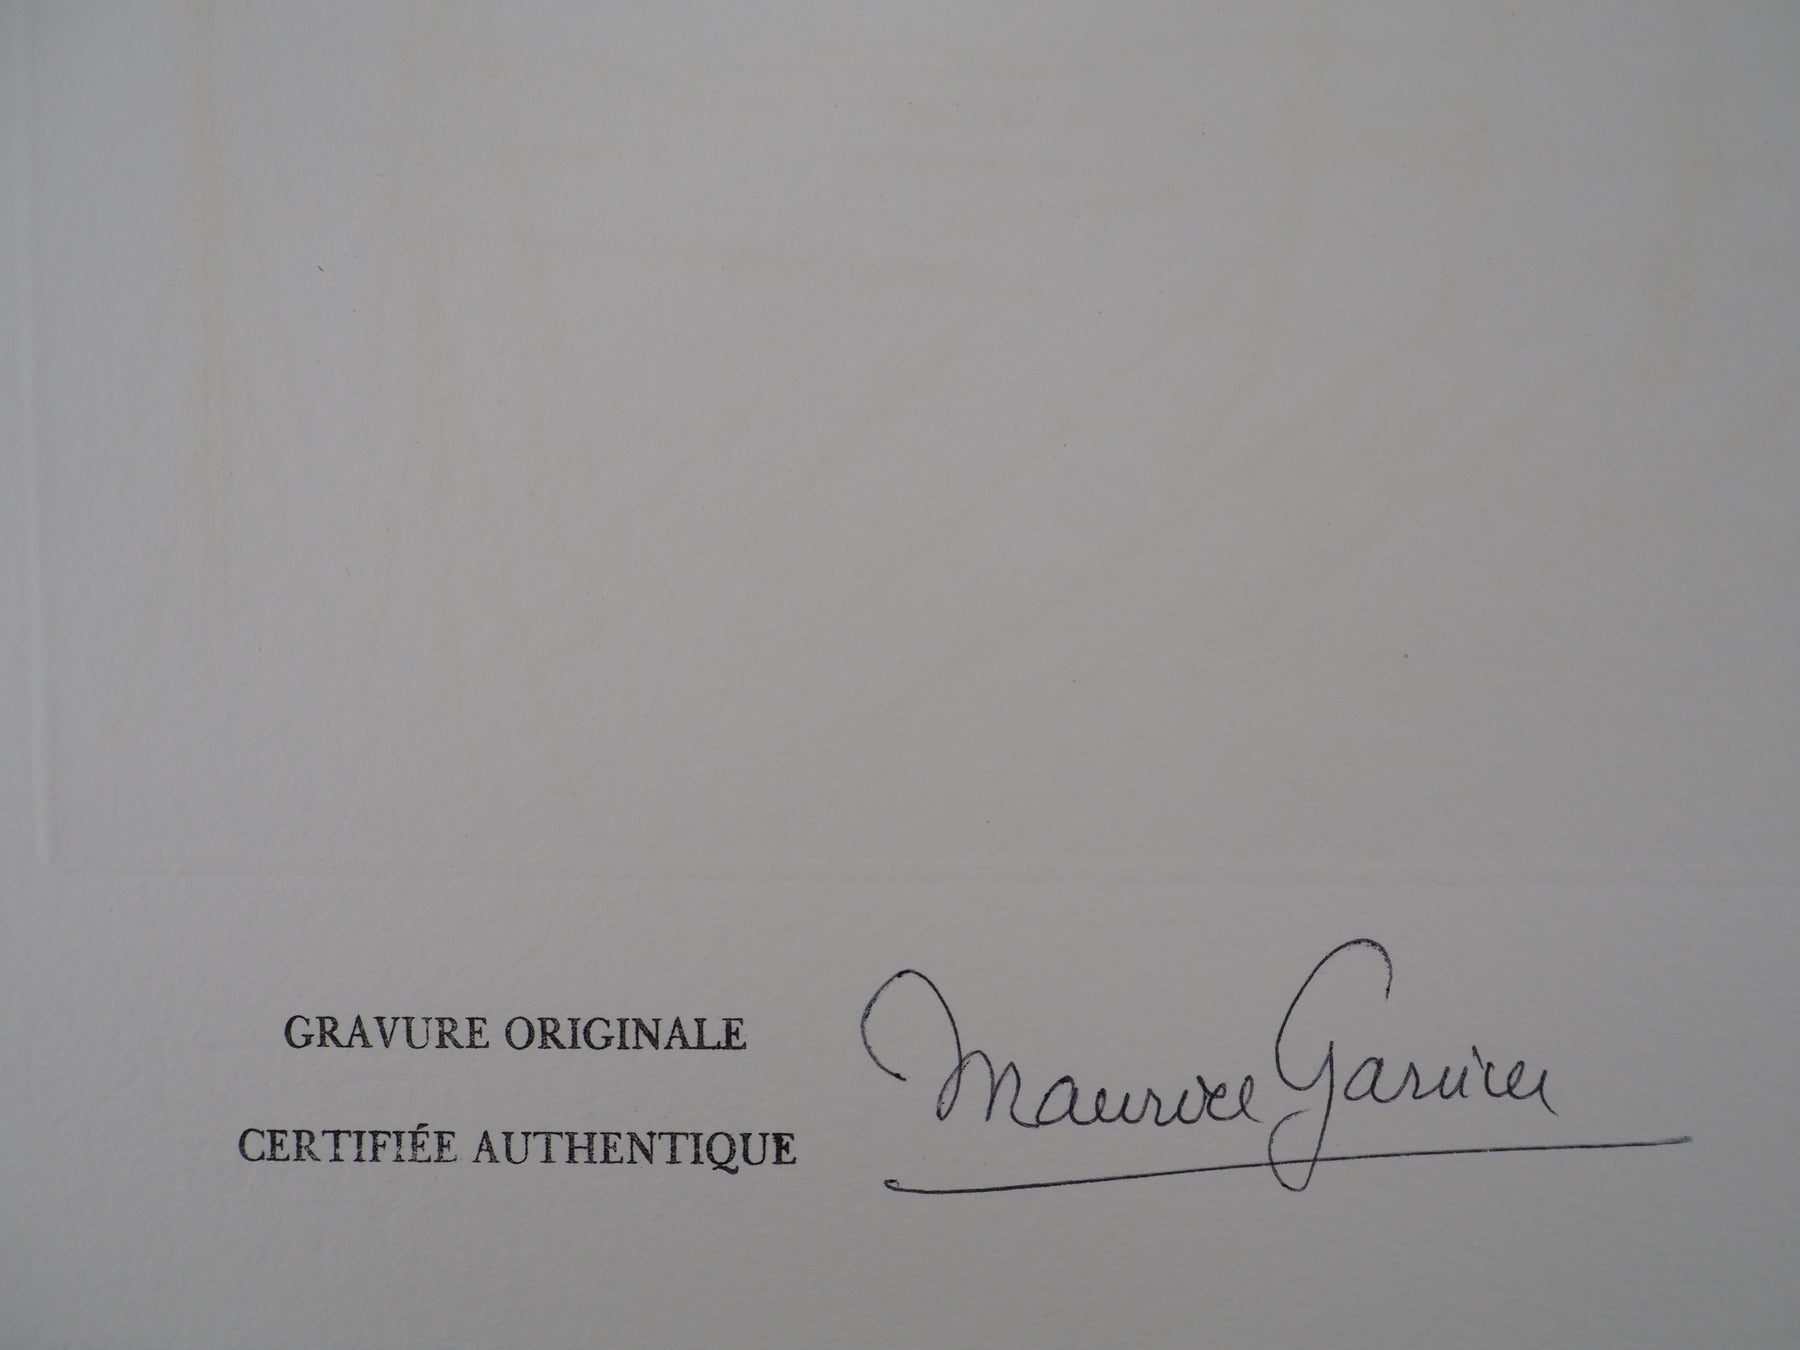 GRAVURE ORIGINALE
CERTIFIÉE AUTHENTIQUE
Maurice Garnier